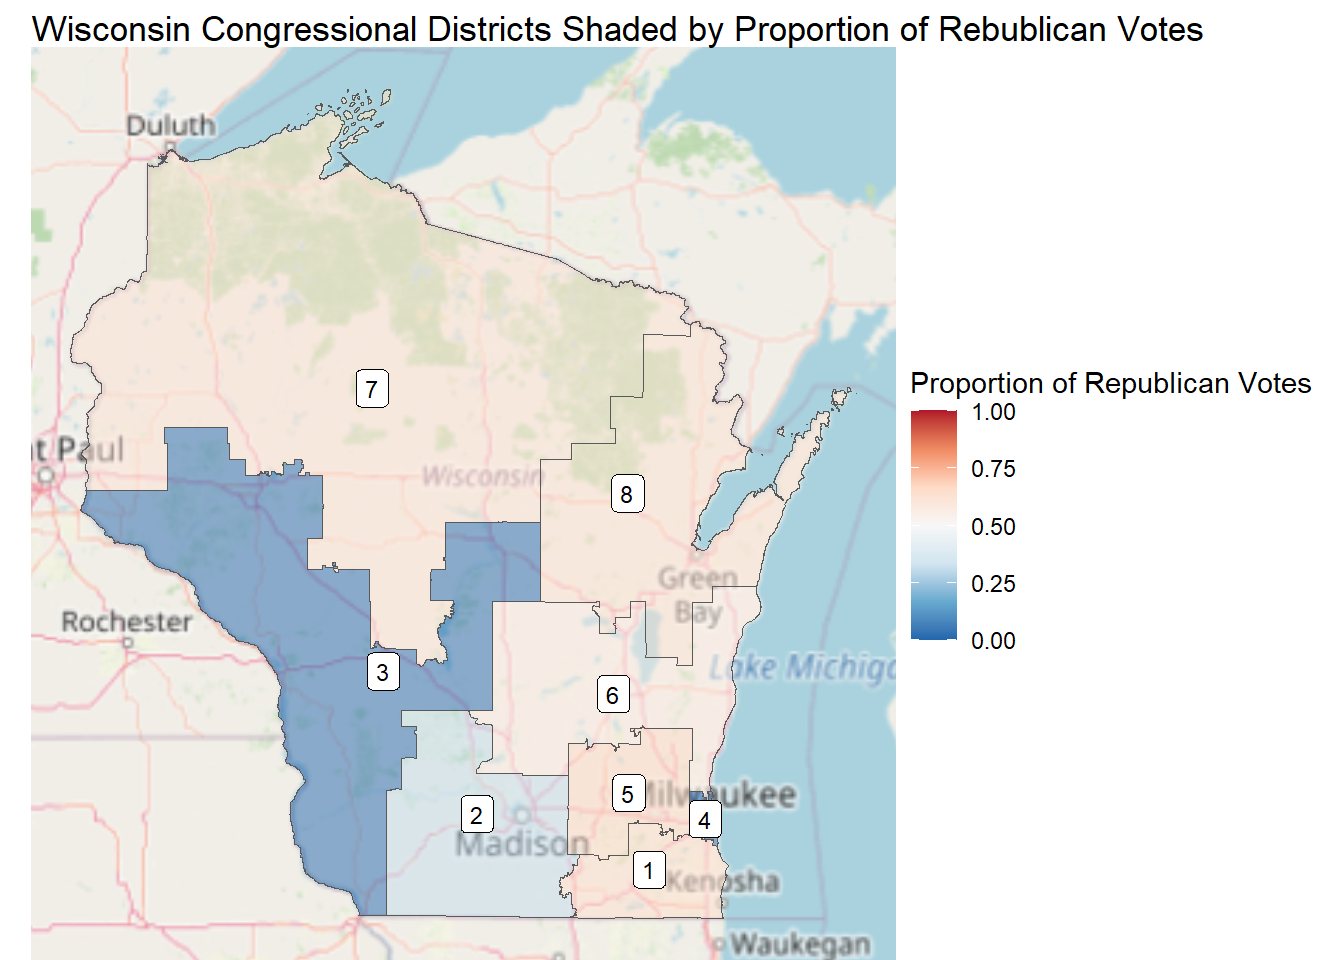 Wisconsin Congressional Districts Shaded by Proportion of Rebublican Votes
Duluth
7
t Paul
Wisconsin
8
Green
Bay
Rochester
3
6
Lake Michiga
5
Milwaukee
4
2
Madison
1
Kenosha
Waukegan
Proportion of Republican Votes
1.00
0.75
0.50
0.25
0.00